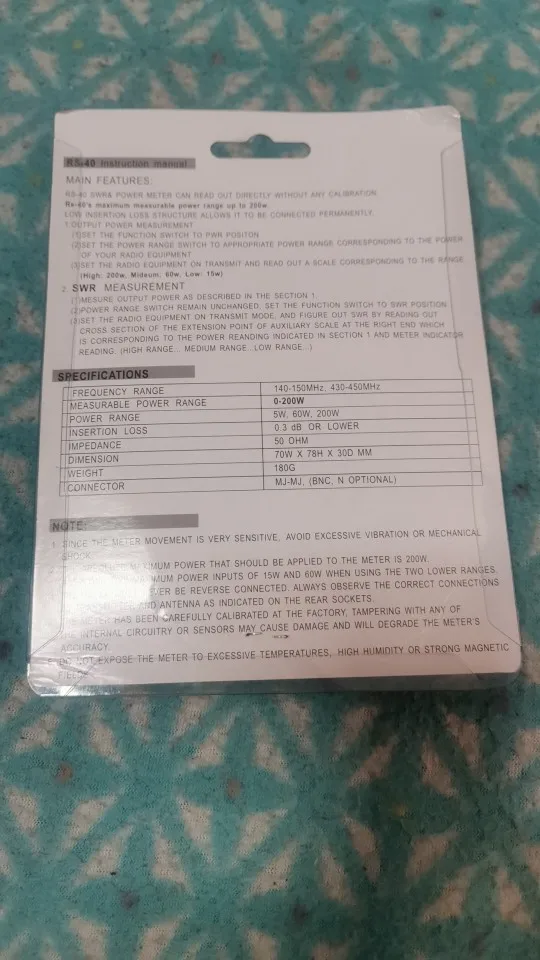 RS-40 Instruction manual
MAIN FEATURES:
RS-40 SWR& POWER METER CAN READ OUT DIRECTLY WITHOUT ANY CALIBRATION
Re-60's maximum measurable power range up to 200w.
LOW INSERTION LOSS STRUCTURE ALLOWS IT TO BE CONNECTED PERMANENTLY.
1.OUTPUT POWER MEASUREMENT
(1)SET THE FUNCTION SWITCH TO PWR POSITON
(2)SET THE POWER RANGE SWITCH TO APPROPRIATE POWER RANGE CORRESPONDING TO THE POWER
OF YOUR RADIO EQUIPMENT
(3)SET THE RADIO EQUIPMENT ON TRANSMIT AND READ OUT A SCALE CORRESPONDING TO THE RANGE
(High: 200w, Midsum: 60w, Low: 15w)
2. SWR MEASUREMENT
(1)MESURE OUTPUT POWER AS DESCRIBED IN THE SECTION 1.
(2)POWER RANGE SWITCH REMAIN UNCHANGED. SET THE FUNCTION SWITCH TO SWR POSITION
(3)SET THE RADIO EQUIPMENT ON TRANSMIT MODE, AND FIGURE OUT SWR BY READING OUT
CROSS SECTION OF THE EXTENSION POINT OF AUXILIARY SCALE AT THE RIGHT END WHICH
IS CORRESPONDING TO THE POWER REANDING INDICATED IN SECTION 1 AND METER INDICATOR
READING. (HIGH RANGE... MEDIUM RANGE...LOW RANGE...)
SPECIFICATIONS
FREQUENCY RANGE 140-150MHz, 430-450MHz
MEASURABLE POWER RANGE 0-200W
POWER RANGE 5W, 60W, 200W
INSERTION LOSS 0.3 dB OR LOWER
IMPEDANCE 50 OHM
DIMENSION 70W X 78H X 30D MM
WEIGHT 180G
CONNECTOR MJ-MJ, (BNC, N OPTIONAL)
NOTE:
1. SINCE THE METER MOVEMENT IS VERY SENSITIVE, AVOID EXCESSIVE VIBRATION OR MECHANICAL
SHOCK.
MAXIMUM POWER THAT SHOULD BE APPLIED TO THE METER IS 200W.
POWER INPUTS OF 15W AND 60W WHEN USING THE TWO LOWER RANGES.
BE REVERSE CONNECTED. ALWAYS OBSERVE THE CORRECT CONNECTIONS
AND ANTENNA AS INDICATED ON THE REAR SOCKETS.
HAS BEEN CAREFULLY CALIBRATED AT THE FACTORY, TAMPERING WITH ANY OF
INTERNAL CIRCUITRY OR SENSORS MAY CAUSE DAMAGE AND WILL DEGRADE THE METER'S
ACCURACY.
DO NOT EXPOSE THE METER TO EXCESSIVE TEMPERATURES, HIGH HUMIDITY OR STRONG MAGNETIC
FIELDS.